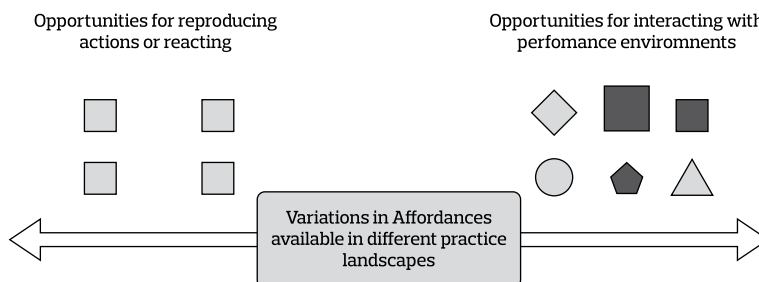 Opportunities for reproducing
actions or reacting
Opportunities for interacting with
perfomance enviromnents
Variations in Affordances
available in different practice
landscapes